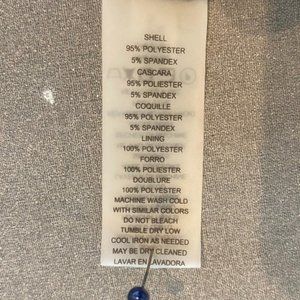 SHELL
95% POLYESTER
5% SPANDEX
CASCARA
95% POLIESTER
5% SPANDEX
COQUILLE
95% POLYESTER
5% SPANDEX
LINING
100% POLYESTER
FORRO
100% POLIESTER
DOUBLURE
100% POLYESTER
MACHINE WASH COLD
WITH SIMILAR COLORS
DO NOT BLEACH
TUMBLE DRY LOW
COOL IRON AS NEEDED
MAY BE DRY CLEANED
LAVAR EN LAVADORA